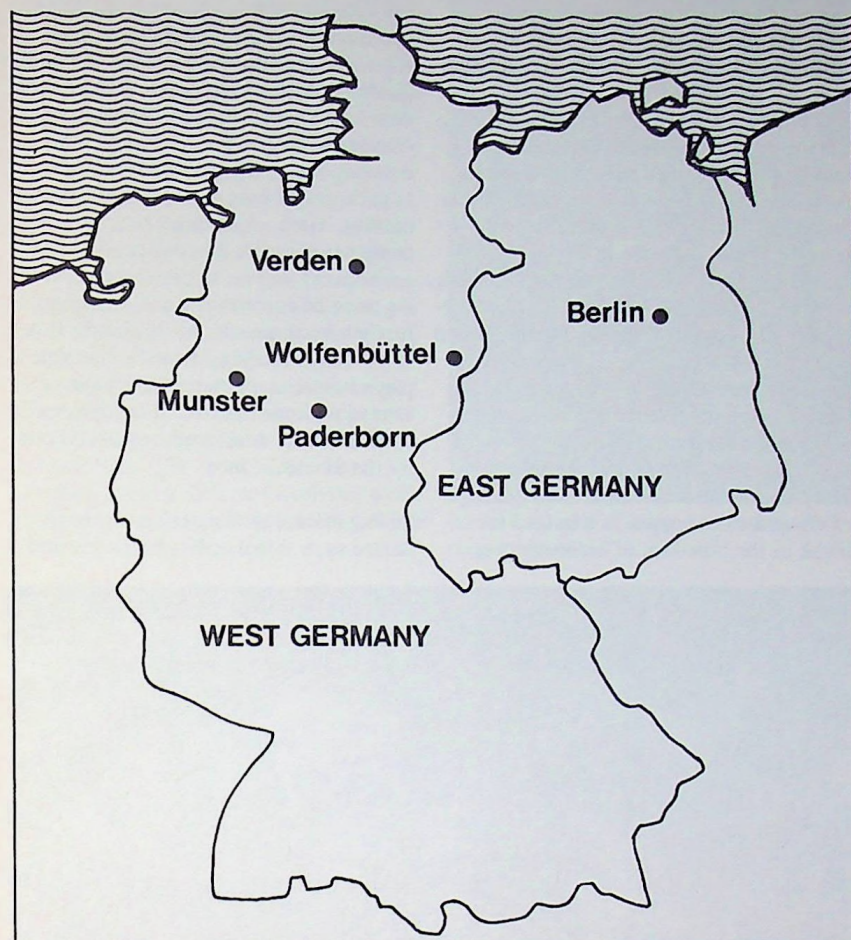 Verden
Berlin
Wolfenbüttel
Munster
Paderborn
EAST GERMANY
WEST GERMANY